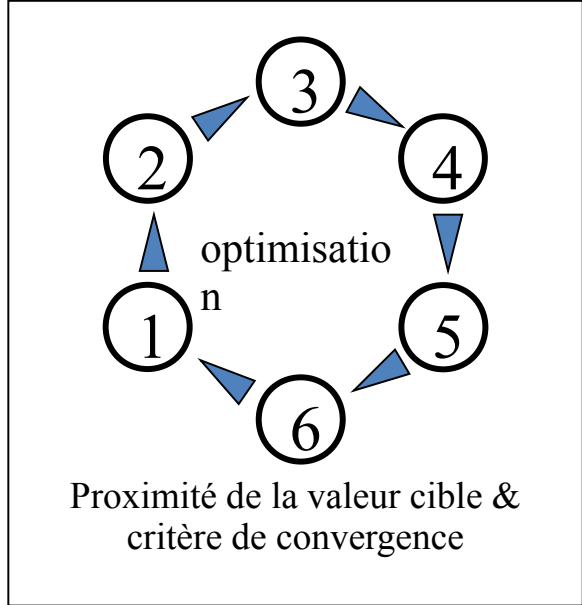 3
2
4
optimisatio
n
1
5
6
Proximité de la valeur cible &
critère de convergence